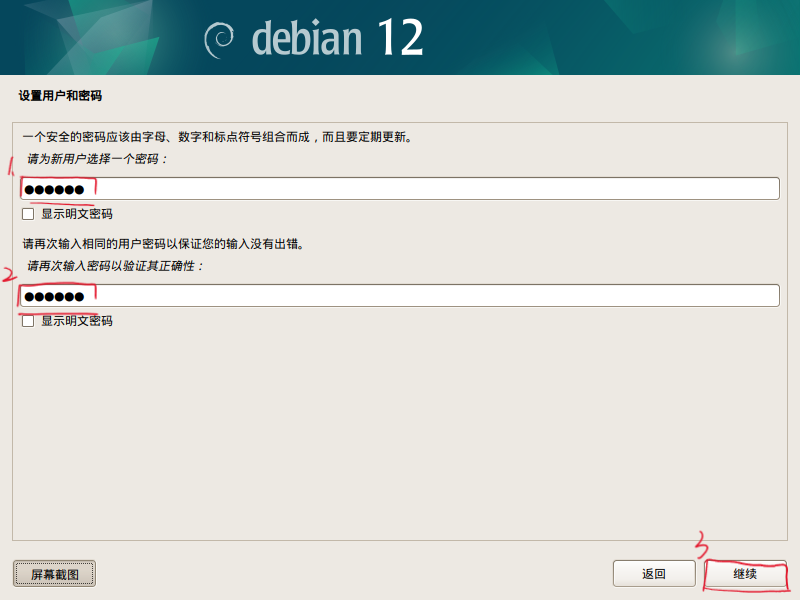 debian 12
设置用户和密码
一个安全的密码应该由字母、数字和标点符号组合而成，而且要定期更新。
请为新用户选择一个密码：
1.
●●●●●●
显示明文密码
请再次输入相同的用户密码以保证您的输入没有出错。
请再次输入密码以验证其正确性：
2
●●●●●●
显示明文密码
3
屏幕截图
返回
继续